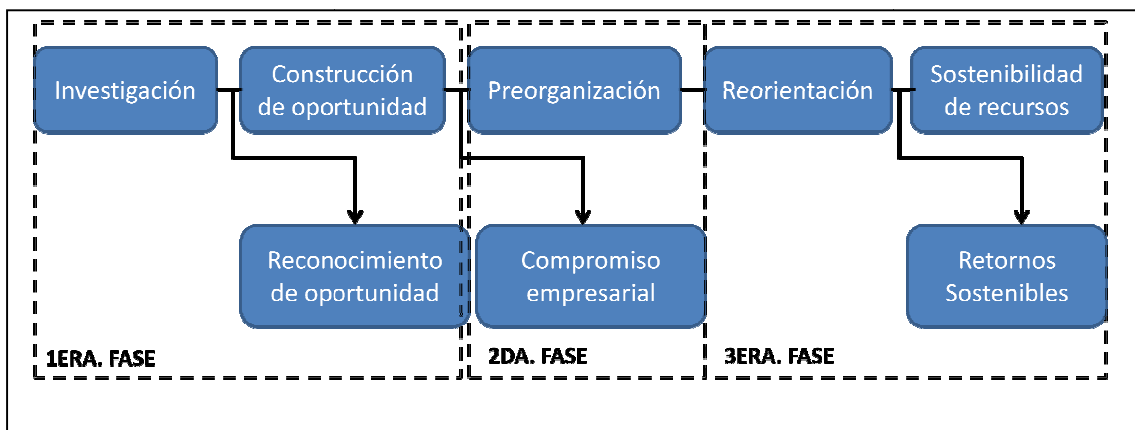 Investigación
Construcción
de oportunidad
Preorganización
Reorientación
Sostenibilidad
de recursos
Reconocimiento
de oportunidad
Compromiso
empresarial
Retornos
Sostenibles
1ERA. FASE
2DA. FASE
3ERA. FASE